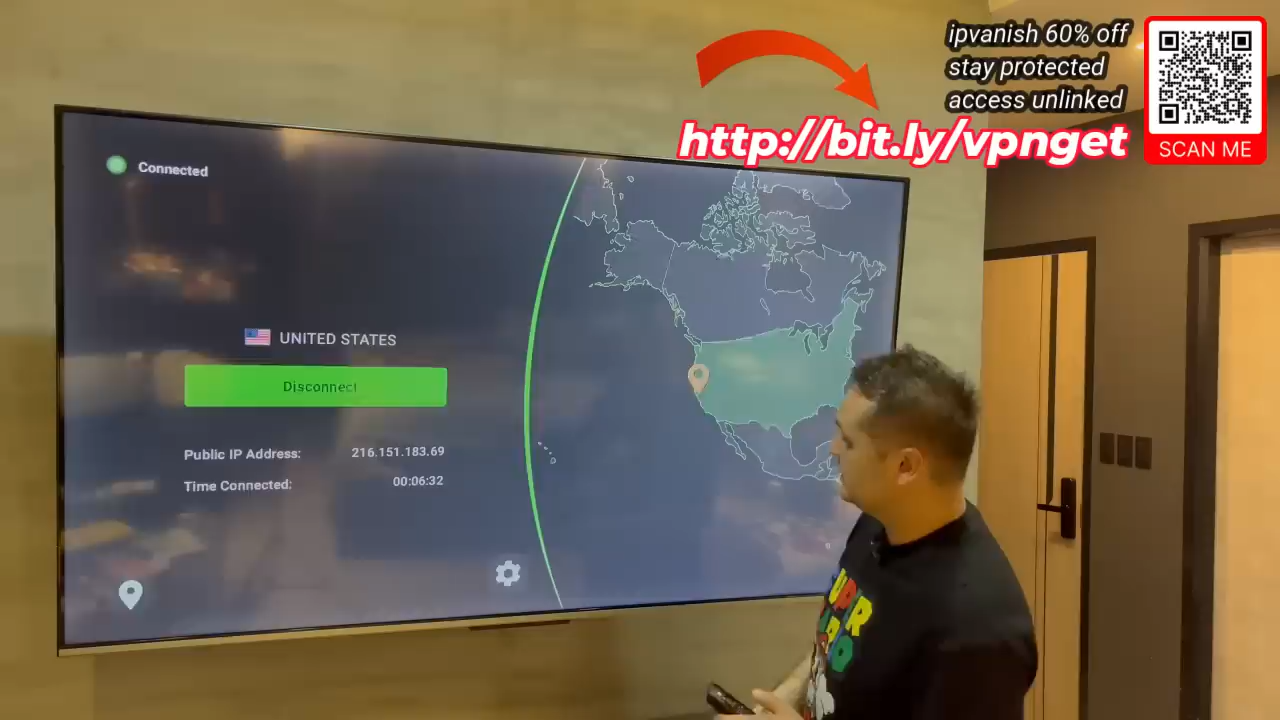 ipvanish 60% off
stay protected
access unlinked
http://bit.ly/vpnget
SCAN ME
Connected
UNITED STATES
Disconnect
Public IP Address: 216.151.183.69
Time Connected: 00:06:32